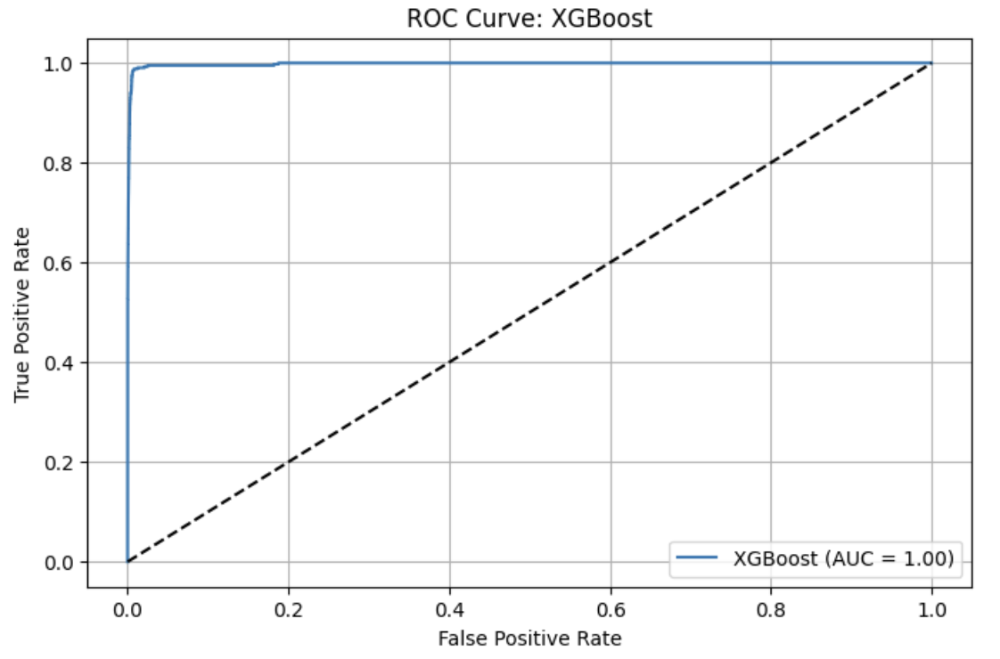 ROC Curve: XGBoost
True Positive Rate
1.0
0.8
0.6
0.4
0.2
0.0
XGBoost (AUC = 1.00)
0.0 0.2 0.4 0.6 0.8 1.0
False Positive Rate